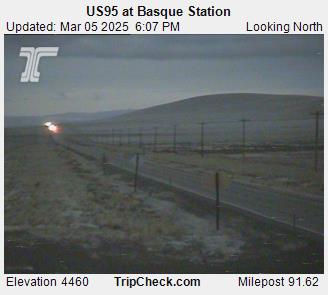 US95 at Basque Station
Updated: Mar 05 2025 6:07 PM Looking North
Elevation 4460 TripCheck.com Milepost 91.62